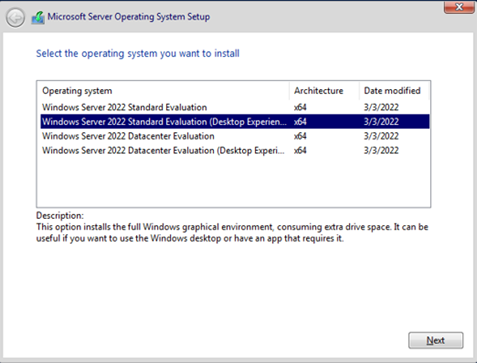 Microsoft Server Operating System Setup
Select the operating system you want to install
Operating system Architecture Date modified
Windows Server 2022 Standard Evaluation x64 3/3/2022
Windows Server 2022 Standard Evaluation (Desktop Experien... x64 3/3/2022
Windows Server 2022 Datacenter Evaluation x64 3/3/2022
Windows Server 2022 Datacenter Evaluation (Desktop Experi... x64 3/3/2022
Description:
This option installs the full Windows graphical environment, consuming extra drive space. It can be
useful if you want to use the Windows desktop or have an app that requires it.
Next